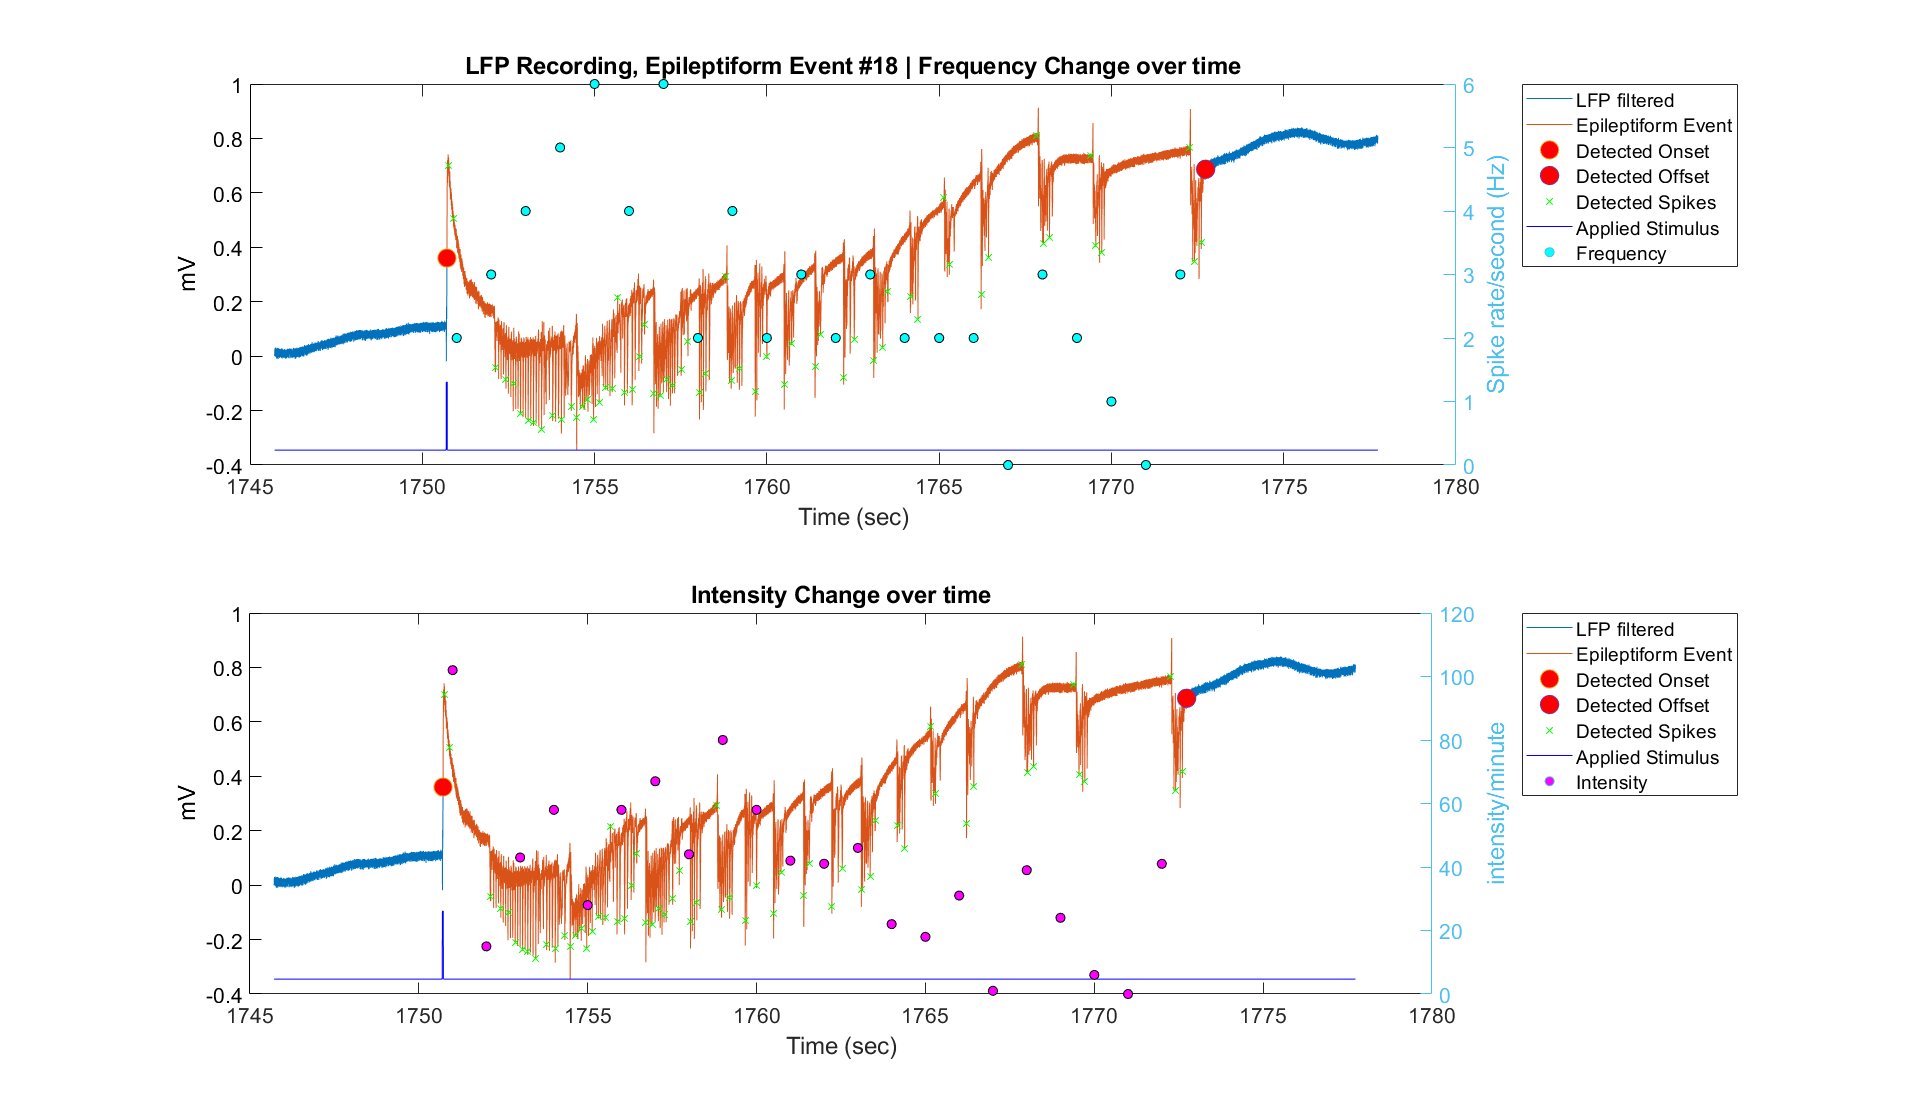 LFP Recording, Epileptiform Event #18 | Frequency Change over time
1
0.8
0.6
0.4
0.2
0
-0.2
-0.4
mV
1745
1750
1755
1760
1765
1770
1775
1780
Time (sec)
6
5
4
3
2
1
0
Spike rate/second (Hz)
LFP filtered
Epileptiform Event
Detected Onset
Detected Offset
Detected Spikes
Applied Stimulus
Frequency
Intensity Change over time
1
0.8
0.6
0.4
0.2
0
-0.2
-0.4
mV
1745
1750
1755
1760
1765
1770
1775
1780
Time (sec)
120
100
80
60
40
20
0
intensity/minute
LFP filtered
Epileptiform Event
Detected Onset
Detected Offset
Detected Spikes
Applied Stimulus
Intensity